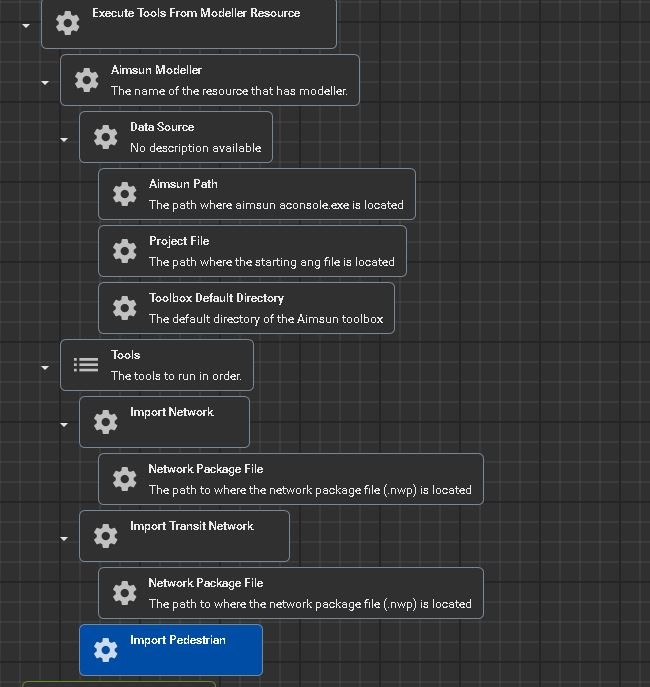 Execute Tools From Modeller Resource
Aimsun Modeller
The name of the resource that has modeller.
Data Source
No description available
Aimsun Path
The path where aimsun aconsole.exe is located
Project File
The path where the starting ang file is located
Toolbox Default Directory
The default directory of the Aimsun toolbox
Tools
The tools to run in order.
Import Network
Network Package File
The path to where the network package file (.nwp) is located
Import Transit Network
Network Package File
The path to where the network package file (.nwp) is located
Import Pedestrian